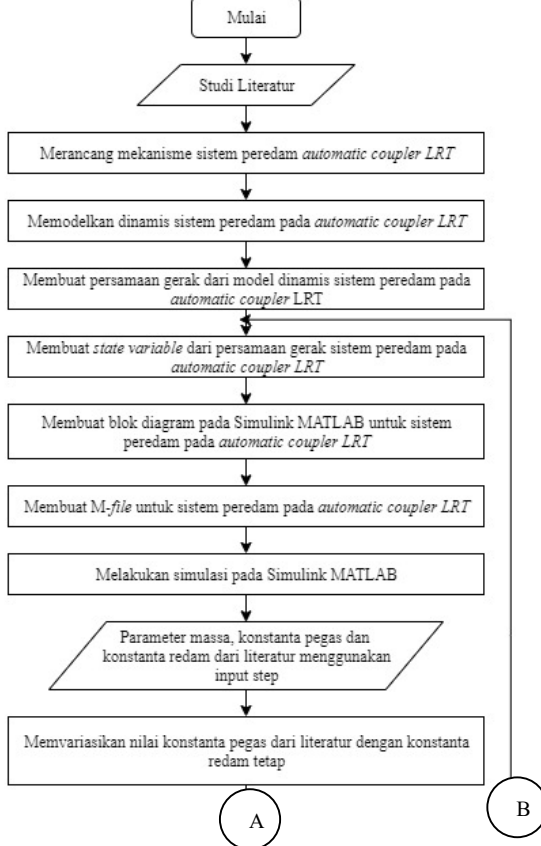 Mulai
Studi Literatur
Merancang mekanisme sistem peredam automatic coupler LRT
Memodelkan dinamis sistem peredam pada automatic coupler LRT
Membuat persamaan gerak dari model dinamis sistem peredam pada
automatic coupler LRT
Membuat state variable dari persamaan gerak sistem peredam pada
automatic coupler LRT
Membuat blok diagram pada Simulink MATLAB untuk sistem
peredam pada automatic coupler LRT
Membuat M-file untuk sistem peredam pada automatic coupler LRT
Melakukan simulasi pada Simulink MATLAB
Parameter massa, konstanta pegas dan
konstanta redam dari literatur menggunakan
input step
Memvariasikan nilai konstanta pegas dari literatur dengan konstanta
redam tetap
A
B